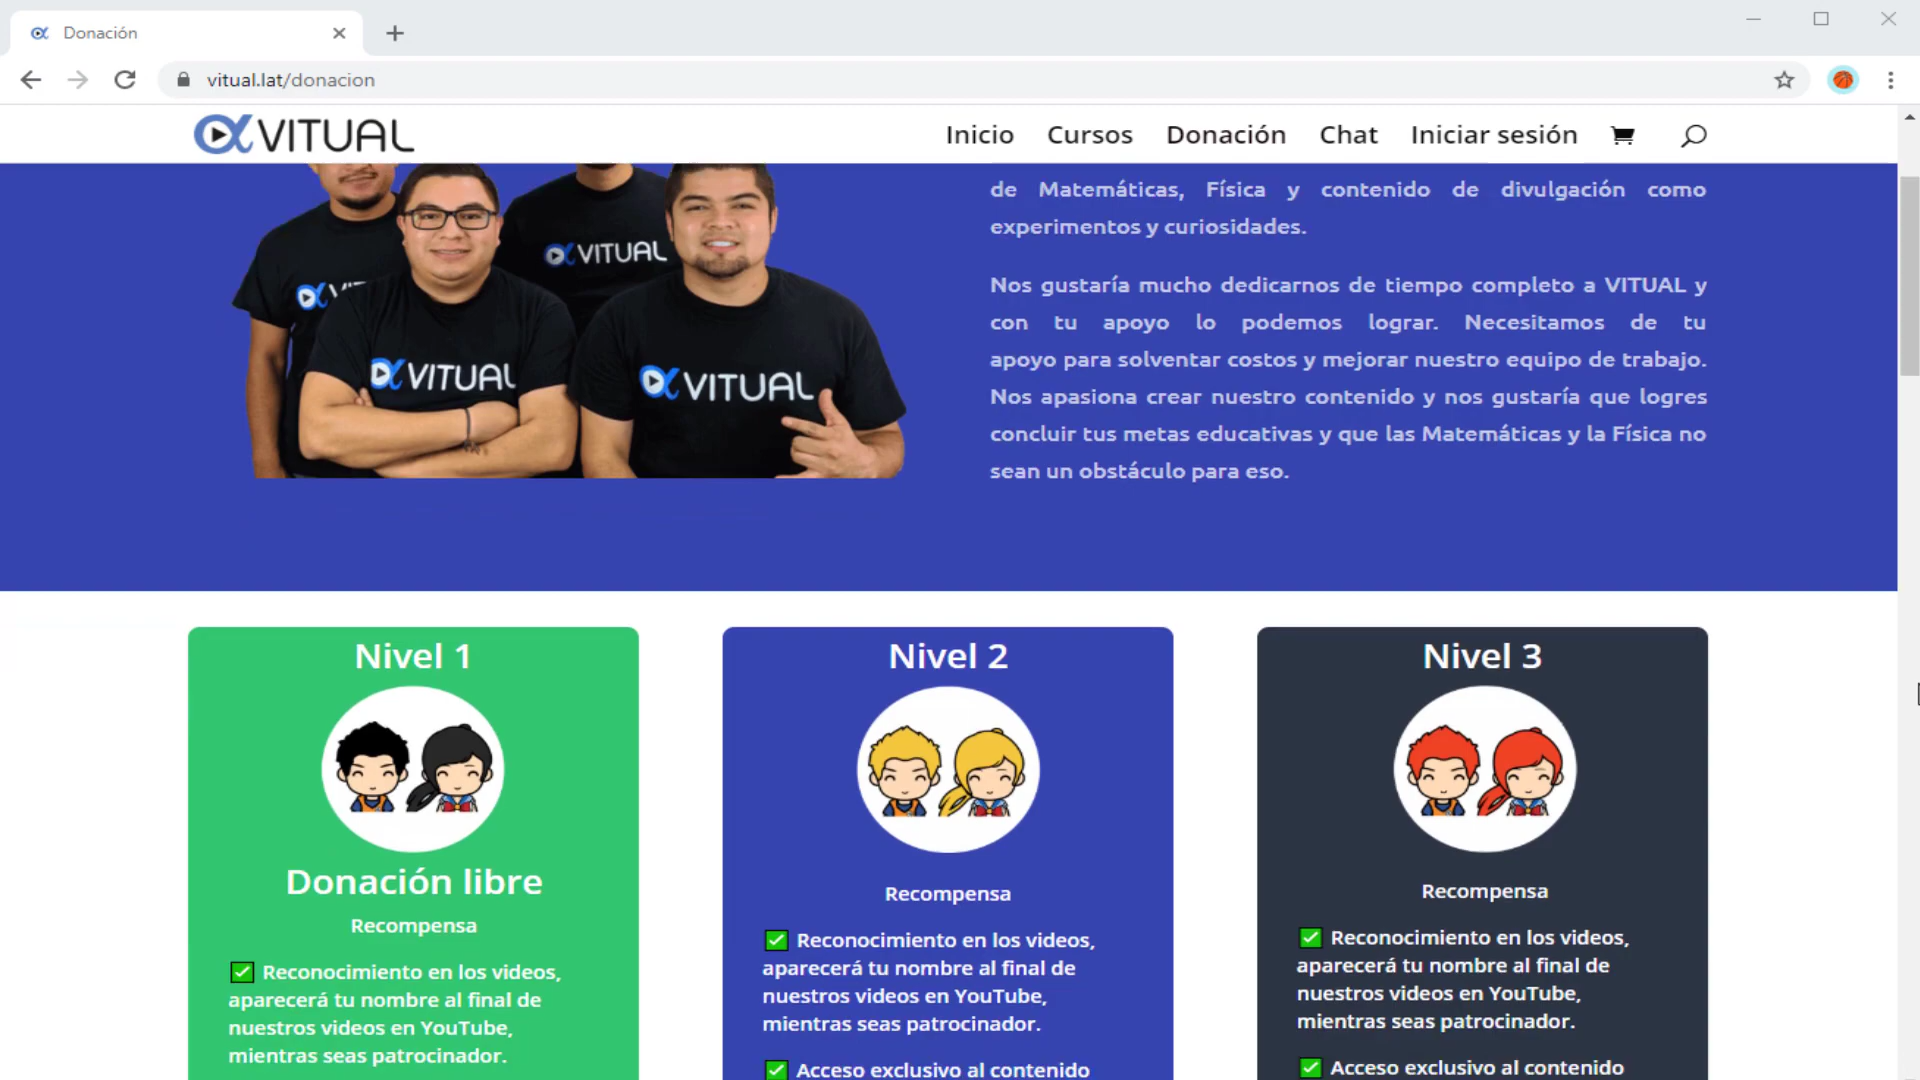 Donación
vitual.lat/donacion
VITUAL
Inicio Cursos Donación Chat Iniciar sesión
de Matemáticas, Física y contenido de divulgación como
experimentos y curiosidades.
Nos gustaría mucho dedicarnos de tiempo completo a VITUAL y
con tu apoyo lo podemos lograr. Necesitamos de tu
apoyo para solventar costos y mejorar nuestro equipo de trabajo.
Nos apasiona crear nuestro contenido y nos gustaría que logres
concluir tus metas educativas y que las Matemáticas y la Física no
sean un obstáculo para eso.
VITUAL
VITUAL
VITUAL
Nivel 1
Donación libre
Recompensa
✅ Reconocimiento en los videos,
aparecerá tu nombre al final de
nuestros videos en YouTube,
mientras seas patrocinador.
Nivel 2
Recompensa
✅ Reconocimiento en los videos,
aparecerá tu nombre al final de
nuestros videos en YouTube,
mientras seas patrocinador.
✅ Acceso exclusivo al contenido
Nivel 3
Recompensa
✅ Reconocimiento en los videos,
aparecerá tu nombre al final de
nuestros videos en YouTube,
mientras seas patrocinador.
✅ Acceso exclusivo al contenido